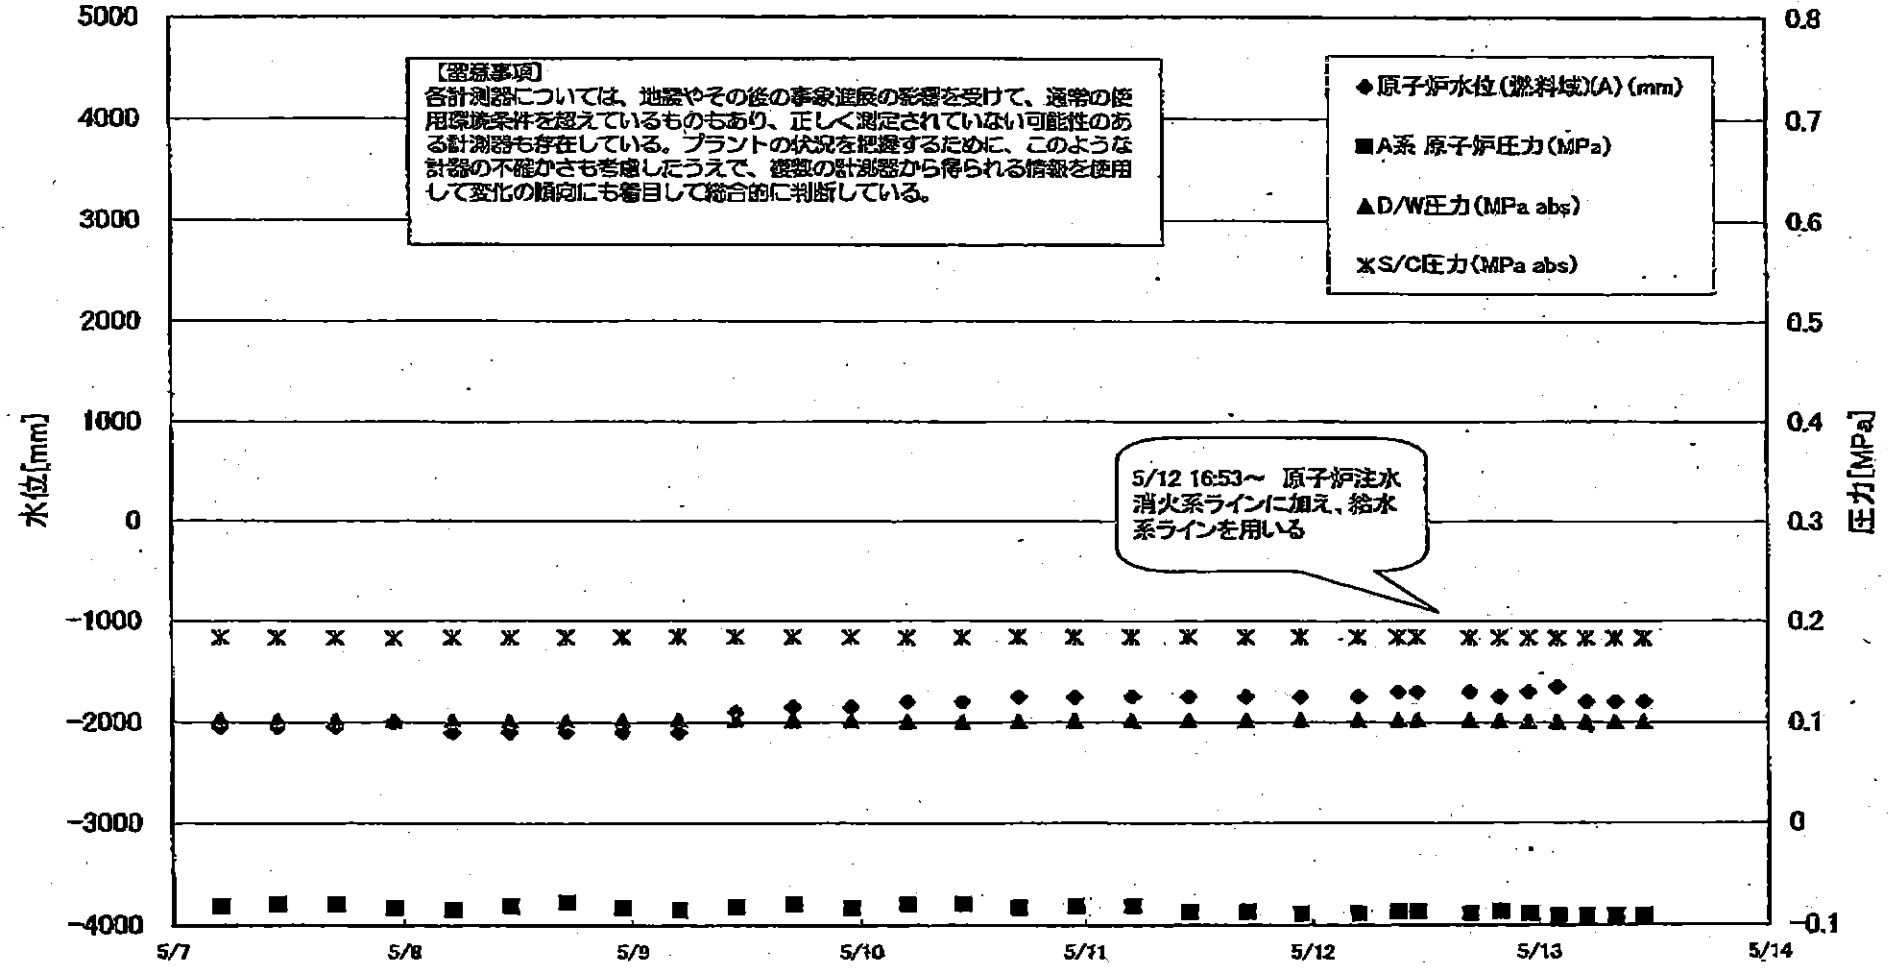 5000
4000
3000
2000
1000
0
-1000
-2000
-3000
-4000
水位[mm]
【留意事項】
各計測器については、地震やその後の事象進展の影響を受けて、通常の使
用環境条件を超えているものもあり、正しく測定されていない可能性のあ
る計測器も存在している。プラントの状況を把握するために、このような
計器の不確かさも考慮したうえで、複数の計測器から得られる情報を使用
して変化の傾向にも着目して総合的に判断している。
◆原子炉水位(燃料域)(A)(mm)
■A系 原子炉圧力(MPa)
▲D/W圧力(MPa abs)
ж S/C圧力(MPa abs)
5/12 16:53～ 原子炉注水
消火系ラインに加え、給水
系ラインを用いる
0.8
0.7
0.6
0.5
0.4
0.3
0.2
0.1
0
-0.1
圧力[MPa]
5/7
5/8
5/9
5/10
5/11
5/12
5/13
5/14